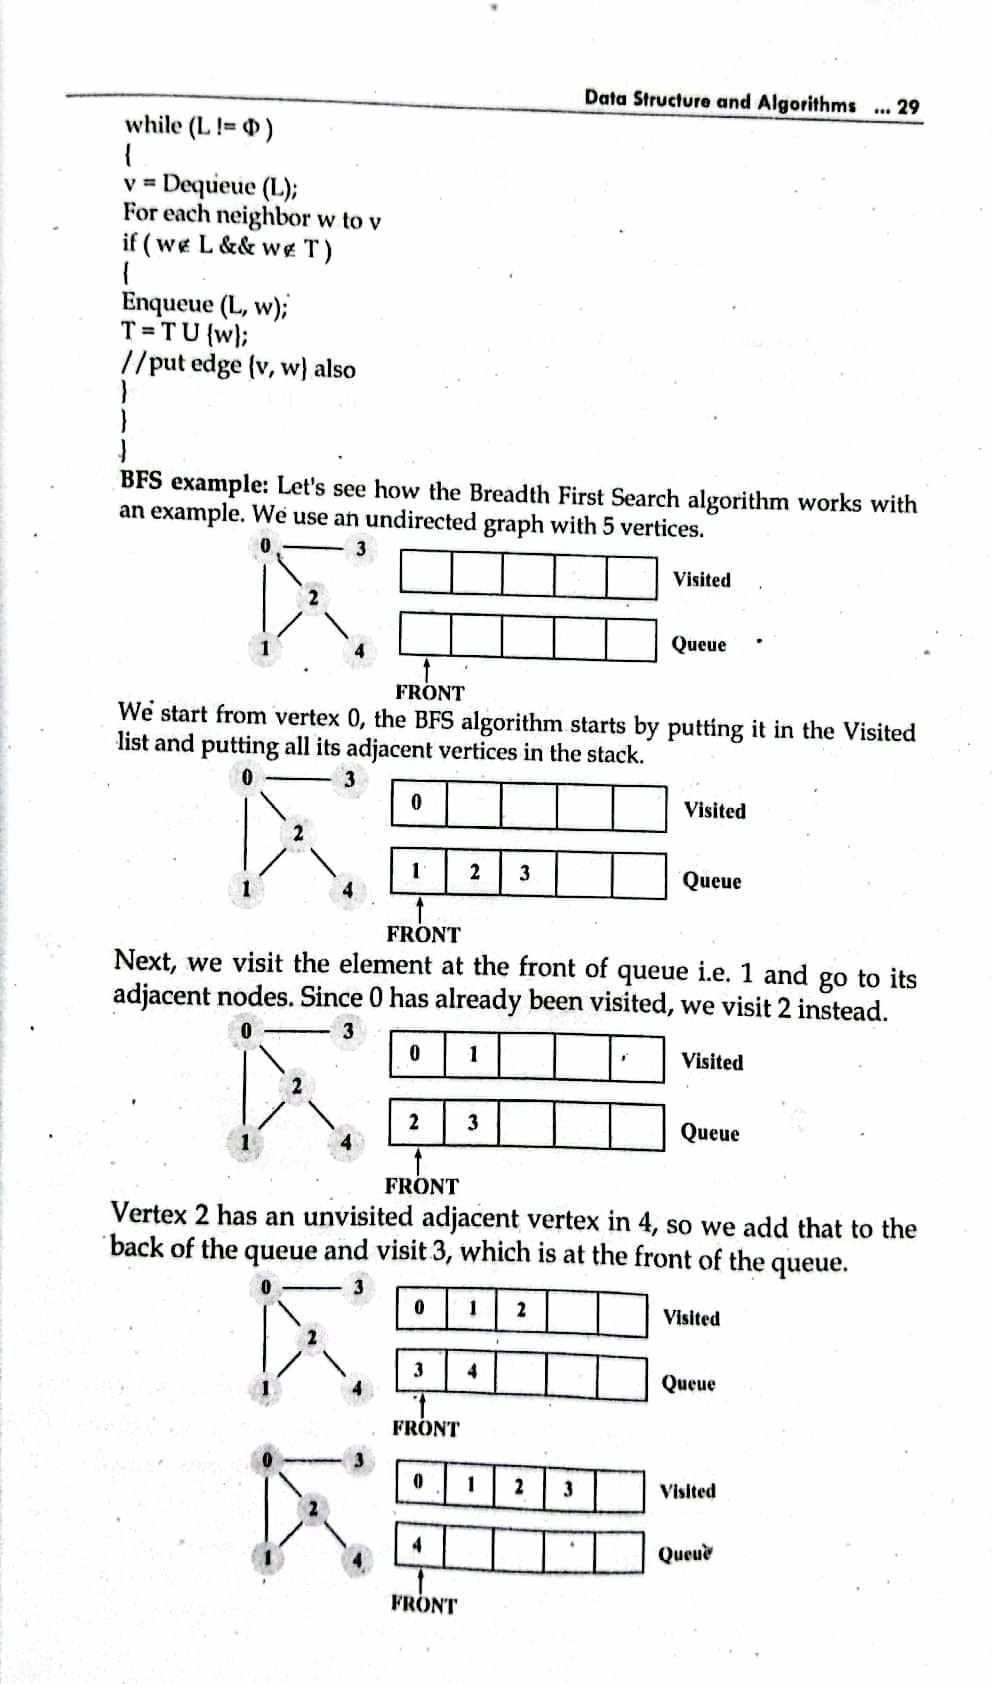 Data Structure and Algorithms ... 29
while (L != Φ )
{
v = Dequeue (L);
For each neighbor w to v
if ( w∉ L && w∉ T )
{
Enqueue (L, w);
T = T U {w};
//put edge {v, w} also
}
}
}
BFS example: Let's see how the Breadth First Search algorithm works with
an example. We use an undirected graph with 5 vertices.
0 3
Visited
2
1 4
Queue
FRONT
We start from vertex 0, the BFS algorithm starts by putting it in the Visited
list and putting all its adjacent vertices in the stack.
0 3
0 Visited
2
1 4
1 2 3 Queue
FRONT
Next, we visit the element at the front of queue i.e. 1 and go to its
adjacent nodes. Since 0 has already been visited, we visit 2 instead.
0 3
0 1 Visited
2
1 4
2 3 Queue
FRONT
Vertex 2 has an unvisited adjacent vertex in 4, so we add that to the
back of the queue and visit 3, which is at the front of the queue.
0 3
0 1 2 Visited
2
1 4
3 4 Queue
FRONT
0 3
0 1 2 3 Visited
2
1 4
4 Queue
FRONT